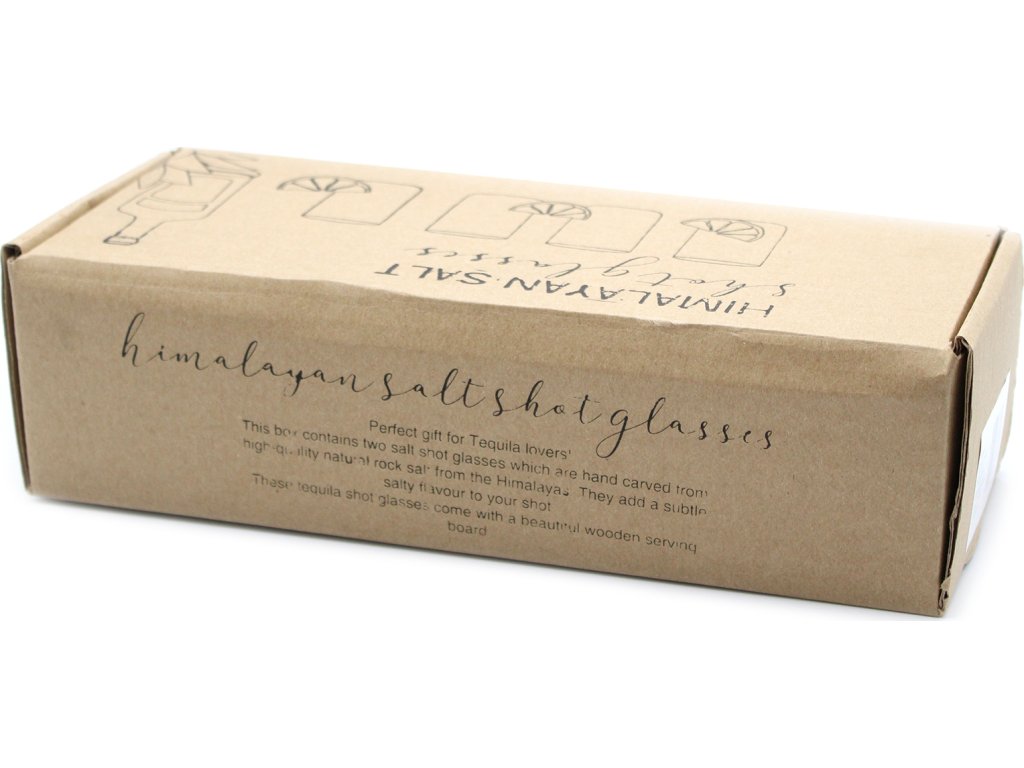 HIMALAYAN SALT
shot glasses
himalayan salt shot glasses
Perfect gift for Tequila lovers'
This box contains two salt shot glasses which are hand carved from
high-quality natural rock salt from the Himalayas. They add a subtle
salty flavour to your shot
These tequila shot glasses come with a beautiful wooden serving
board